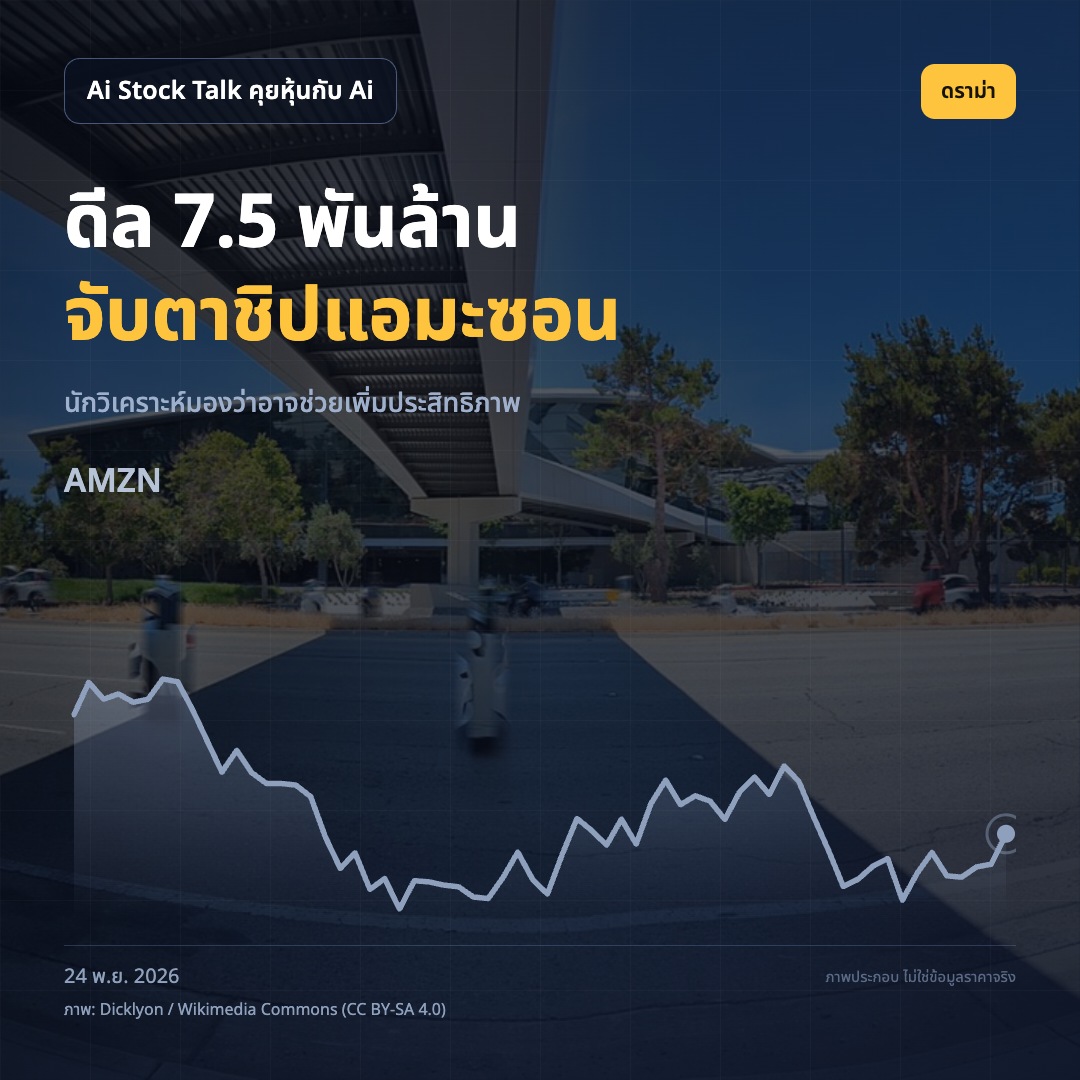 Ai Stock Talk คุยหุ้นกับ Ai
ดราม่า
ดีล 7.5 พันล้าน
จับตาชิปแอมะซอน
นักวิเคราะห์มองว่าอาจช่วยเพิ่มประสิทธิภาพ
AMZN
24 พ.ย. 2026
ภาพประกอบ ไม่ใช่ข้อมูลราคาจริง
ภาพ: Dicklyon / Wikimedia Commons (CC BY-SA 4.0)